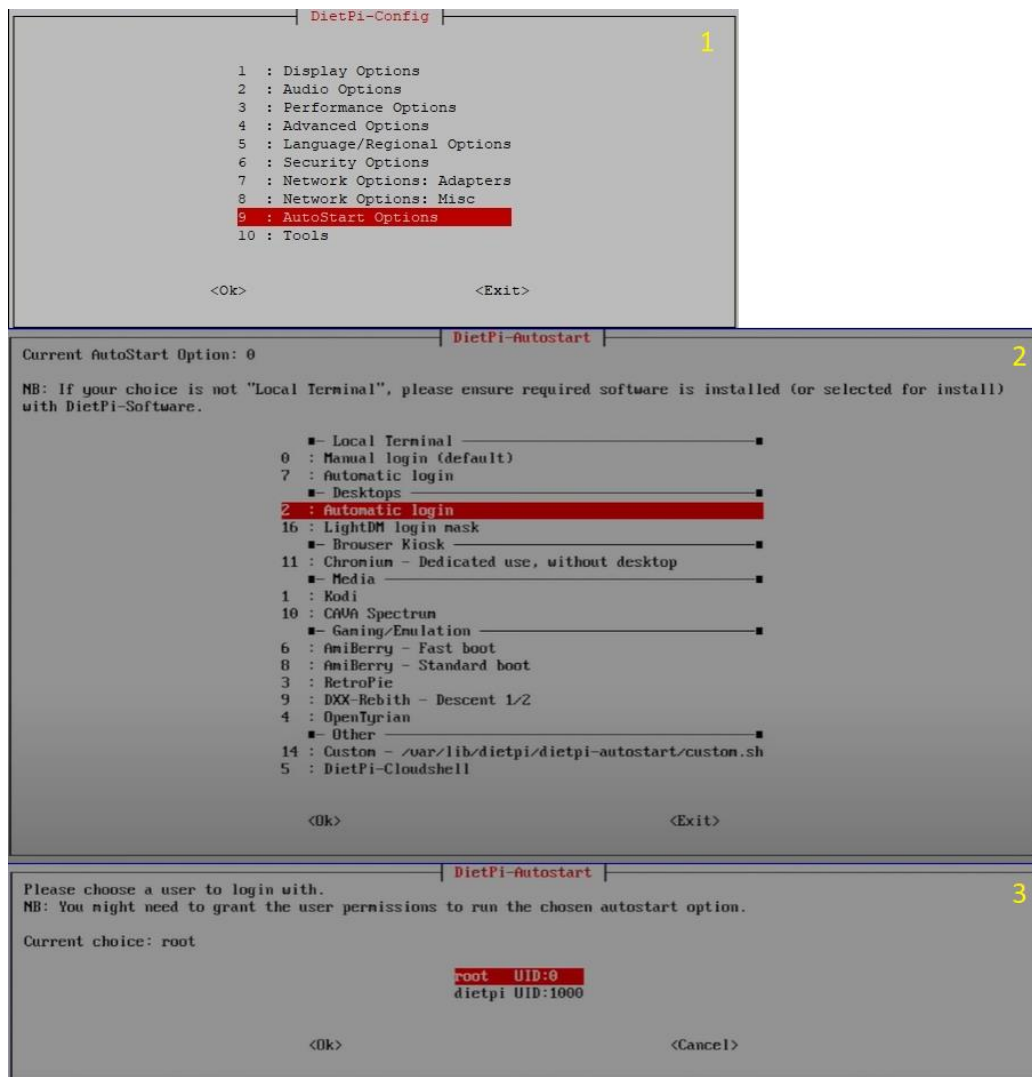 DietPi-Config
1
1 : Display Options
2 : Audio Options
3 : Performance Options
4 : Advanced Options
5 : Language/Regional Options
6 : Security Options
7 : Network Options: Adapters
8 : Network Options: Misc
9 : AutoStart Options
10 : Tools
<Ok> <Exit>
DietPi-Autostart
2
Current AutoStart Option: 0
NB: If your choice is not "Local Terminal", please ensure required software is installed (or selected for install)
with DietPi-Software.
Local Terminal
0 : Manual login (default)
7 : Automatic login
Desktops
2 : Automatic login
16 : LightDM login mask
Browser Kiosk
11 : Chromium - Dedicated use, without desktop
Media
1 : Kodi
10 : CAVA Spectrum
Gaming/Emulation
6 : AmiBerry - Fast boot
8 : AmiBerry - Standard boot
3 : RetroPie
9 : DXX-Rebith - Descent 1/2
4 : OpenTyrian
Other
14 : Custom - /var/lib/dietpi/dietpi-autostart/custom.sh
5 : DietPi-Cloudshell
<Ok> <Exit>
DietPi-Autostart
3
Please choose a user to login with.
NB: You might need to grant the user permissions to run the chosen autostart option.
Current choice: root
root UID:0
dietpi UID:1000
<Ok> <Cancel>